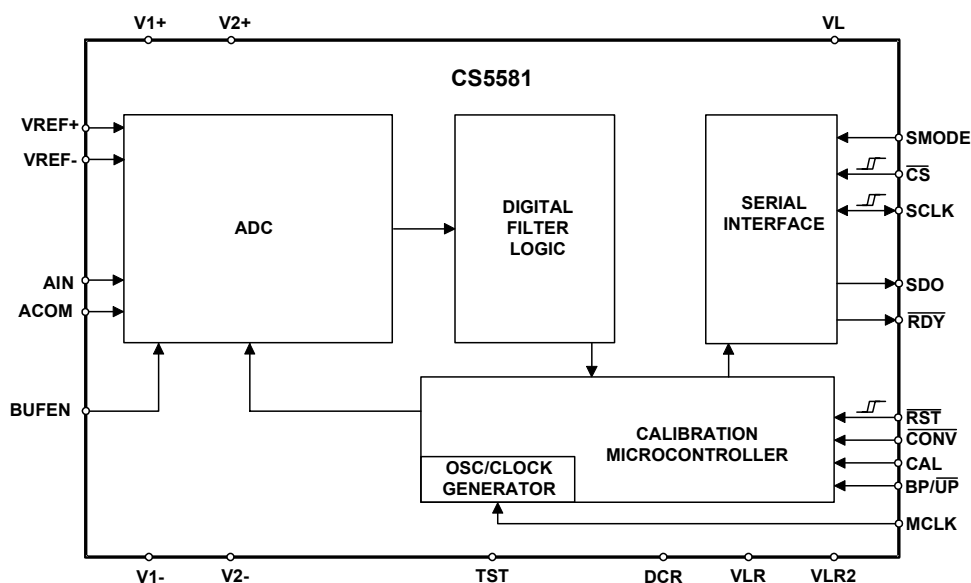 V1+
V2+
VL
CS5581
VREF+
VREF-
AIN
ACOM
BUFEN
ADC
DIGITAL
FILTER
LOGIC
SERIAL
INTERFACE
SMODE
CS
SCLK
SDO
RDY
CALIBRATION
MICROCONTROLLER
OSC/CLOCK
GENERATOR
RST
CONV
CAL
BP/UP
MCLK
V1-
V2-
TST
DCR
VLR
VLR2